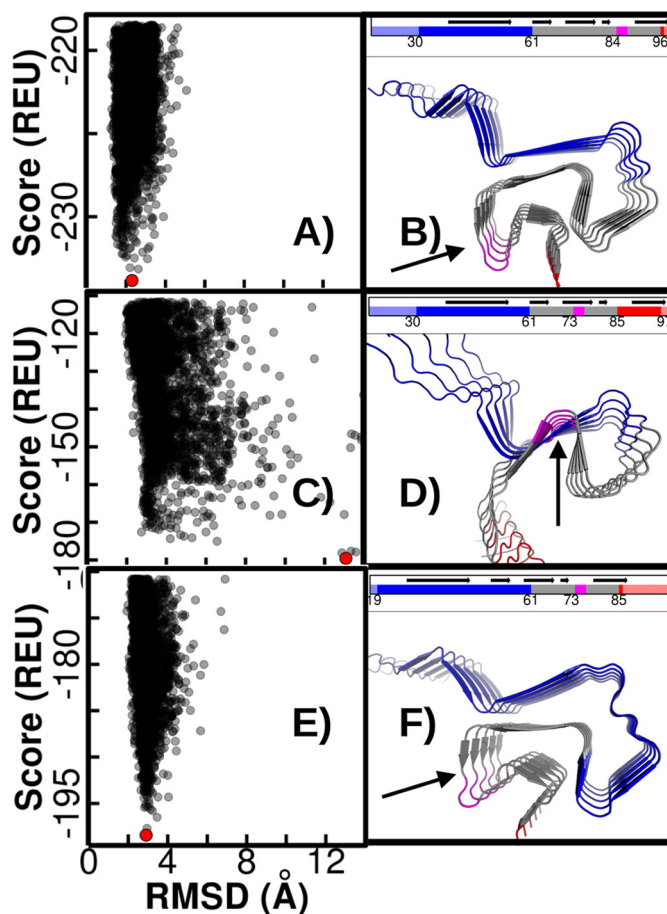 -220
-230
Score (REU)
A)
30 61 84 96
B)
-120
-150
-180
Score (REU)
C)
30 61 73 85
D)
-180
-195
Score (REU)
E)
0 4 8 12
RMSD (Å)
19 61 73 85
F)